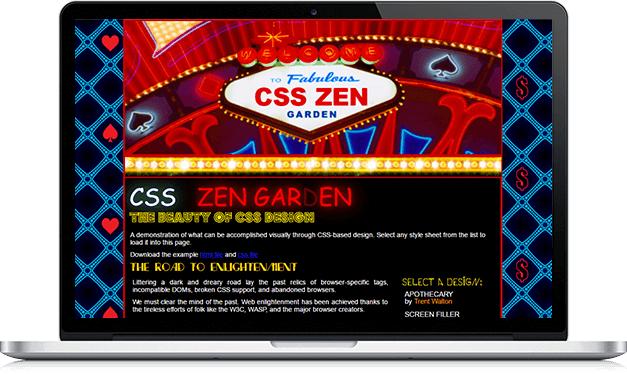 WELCOME
TO Fabulous
CSS ZEN
GARDEN
CSS ZEN GARDEN
THE BEAUTY OF CSS DESIGN
A demonstration of what can be accomplished visually through CSS-based design. Select any style sheet from the list to
load it into this page.
Download the example html file and css file
THE ROAD TO ENLIGHTENMENT
Littering a dark and dreary road lay the past relics of browser-specific tags,
incompatible DOMs, broken CSS support, and abandoned browsers.
We must clear the mind of the past. Web enlightenment has been achieved thanks to
the tireless efforts of folk like the W3C, WASP, and the major browser creators.
SELECT A DESIGN:
APOTHECARY
by Trent Walton
SCREEN FILLER
$
$
$